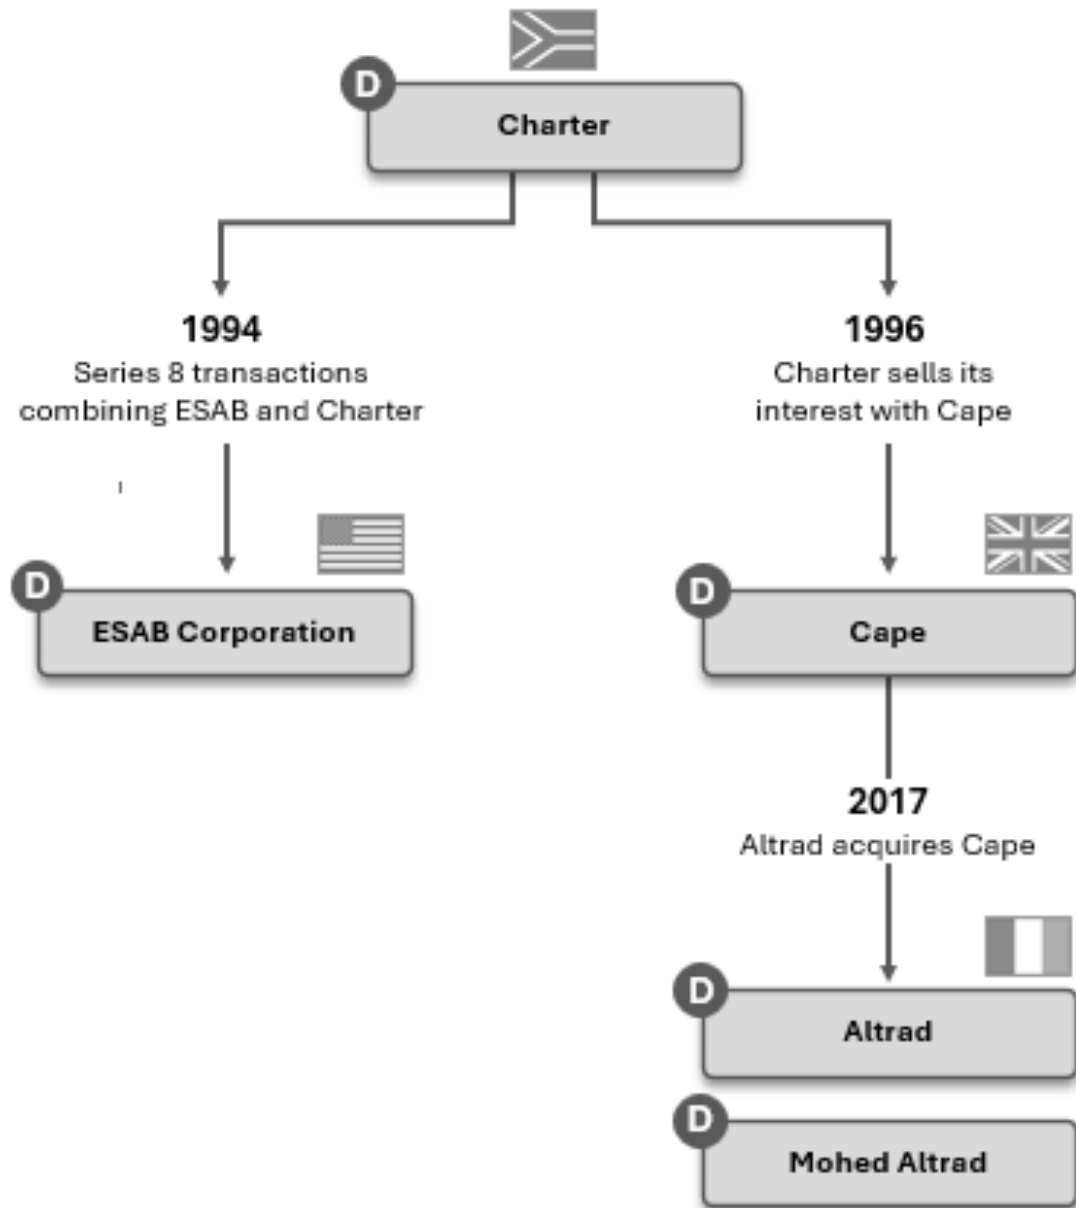 D
Charter
1994
Series 8 transactions
combining ESAB and Charter
1996
Charter sells its
interest with Cape
D
ESAB Corporation
D
Cape
2017
Altrad acquires Cape
D
Altrad
D
Mohed Altrad